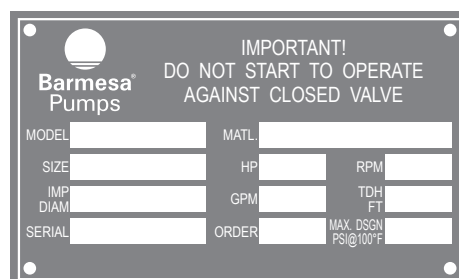 IMPORTANT!
DO NOT START TO OPERATE
AGAINST CLOSED VALVE
Barmesa®
Pumps
MODEL MATL.
SIZE HP RPM
IMP DIAM GPM TDH FT
SERIAL ORDER MAX. DSGN PSI@100°F